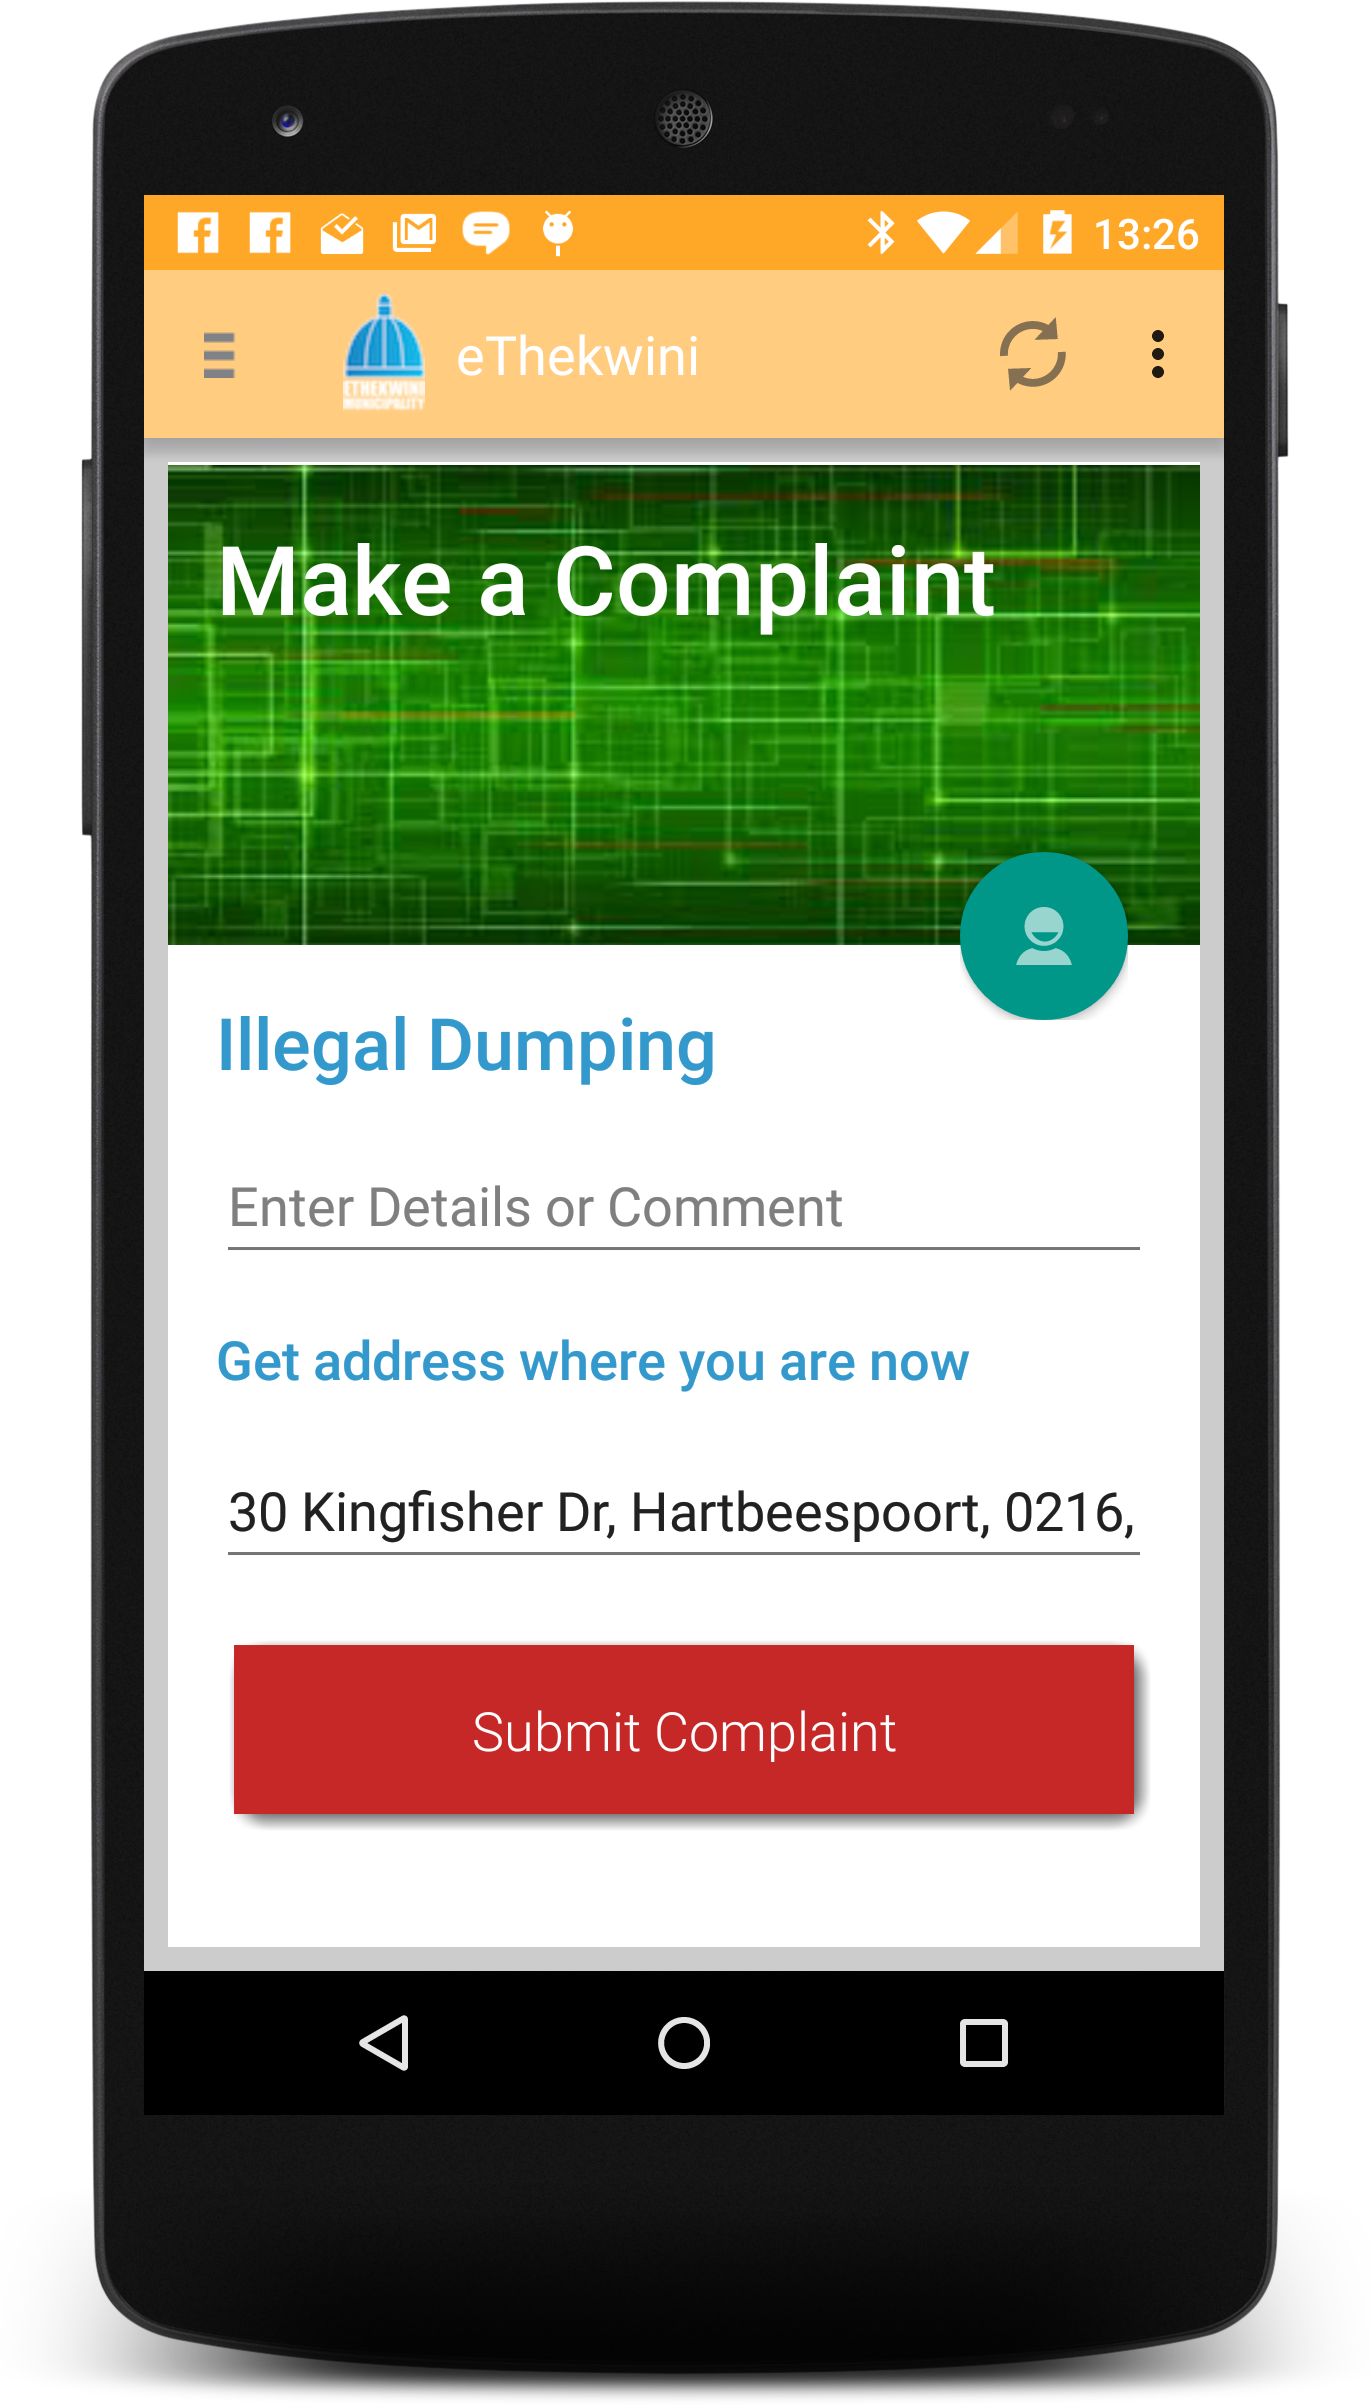 13:26
ETHEKWINI
MUNICIPALITY
eThekwini
Make a Complaint
Illegal Dumping
Enter Details or Comment
Get address where you are now
30 Kingfisher Dr, Hartbeespoort, 0216,
Submit Complaint